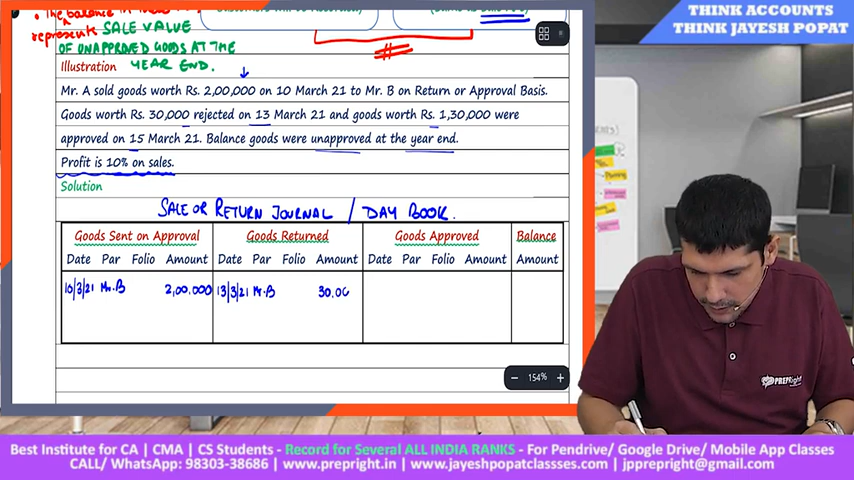 THINK ACCOUNTS
THINK JAYESH POPAT
represents SALE VALUE
OF UNAPPROVED GOODS AT THE
YEAR END.
Illustration
Mr. A sold goods worth Rs. 2,00,000 on 10 March 21 to Mr. B on Return or Approval Basis.
Goods worth Rs. 30,000 rejected on 13 March 21 and goods worth Rs. 1,30,000 were
approved on 15 March 21. Balance goods were unapproved at the year end.
Profit is 10% on sales.
Solution
SALE OR RETURN JOURNAL / DAY BOOK.
Goods Sent on Approval Goods Returned Goods Approved Balance
Date Par Folio Amount Date Par Folio Amount Date Par Folio Amount Amount
10/3/21 Mr.B 2,00.000 13/3/21 Mr.B 30.00
154%
PREPRight
Best Institute for CA | CMA | CS Students - Record for Several ALL INDIA RANKS - For Pendrive/ Google Drive/ Mobile App Classes
CALL/ WhatsApp: 98303-38686 | www.prepright.in | www.jayeshpopatclassses.com | jpprepright@gmail.com